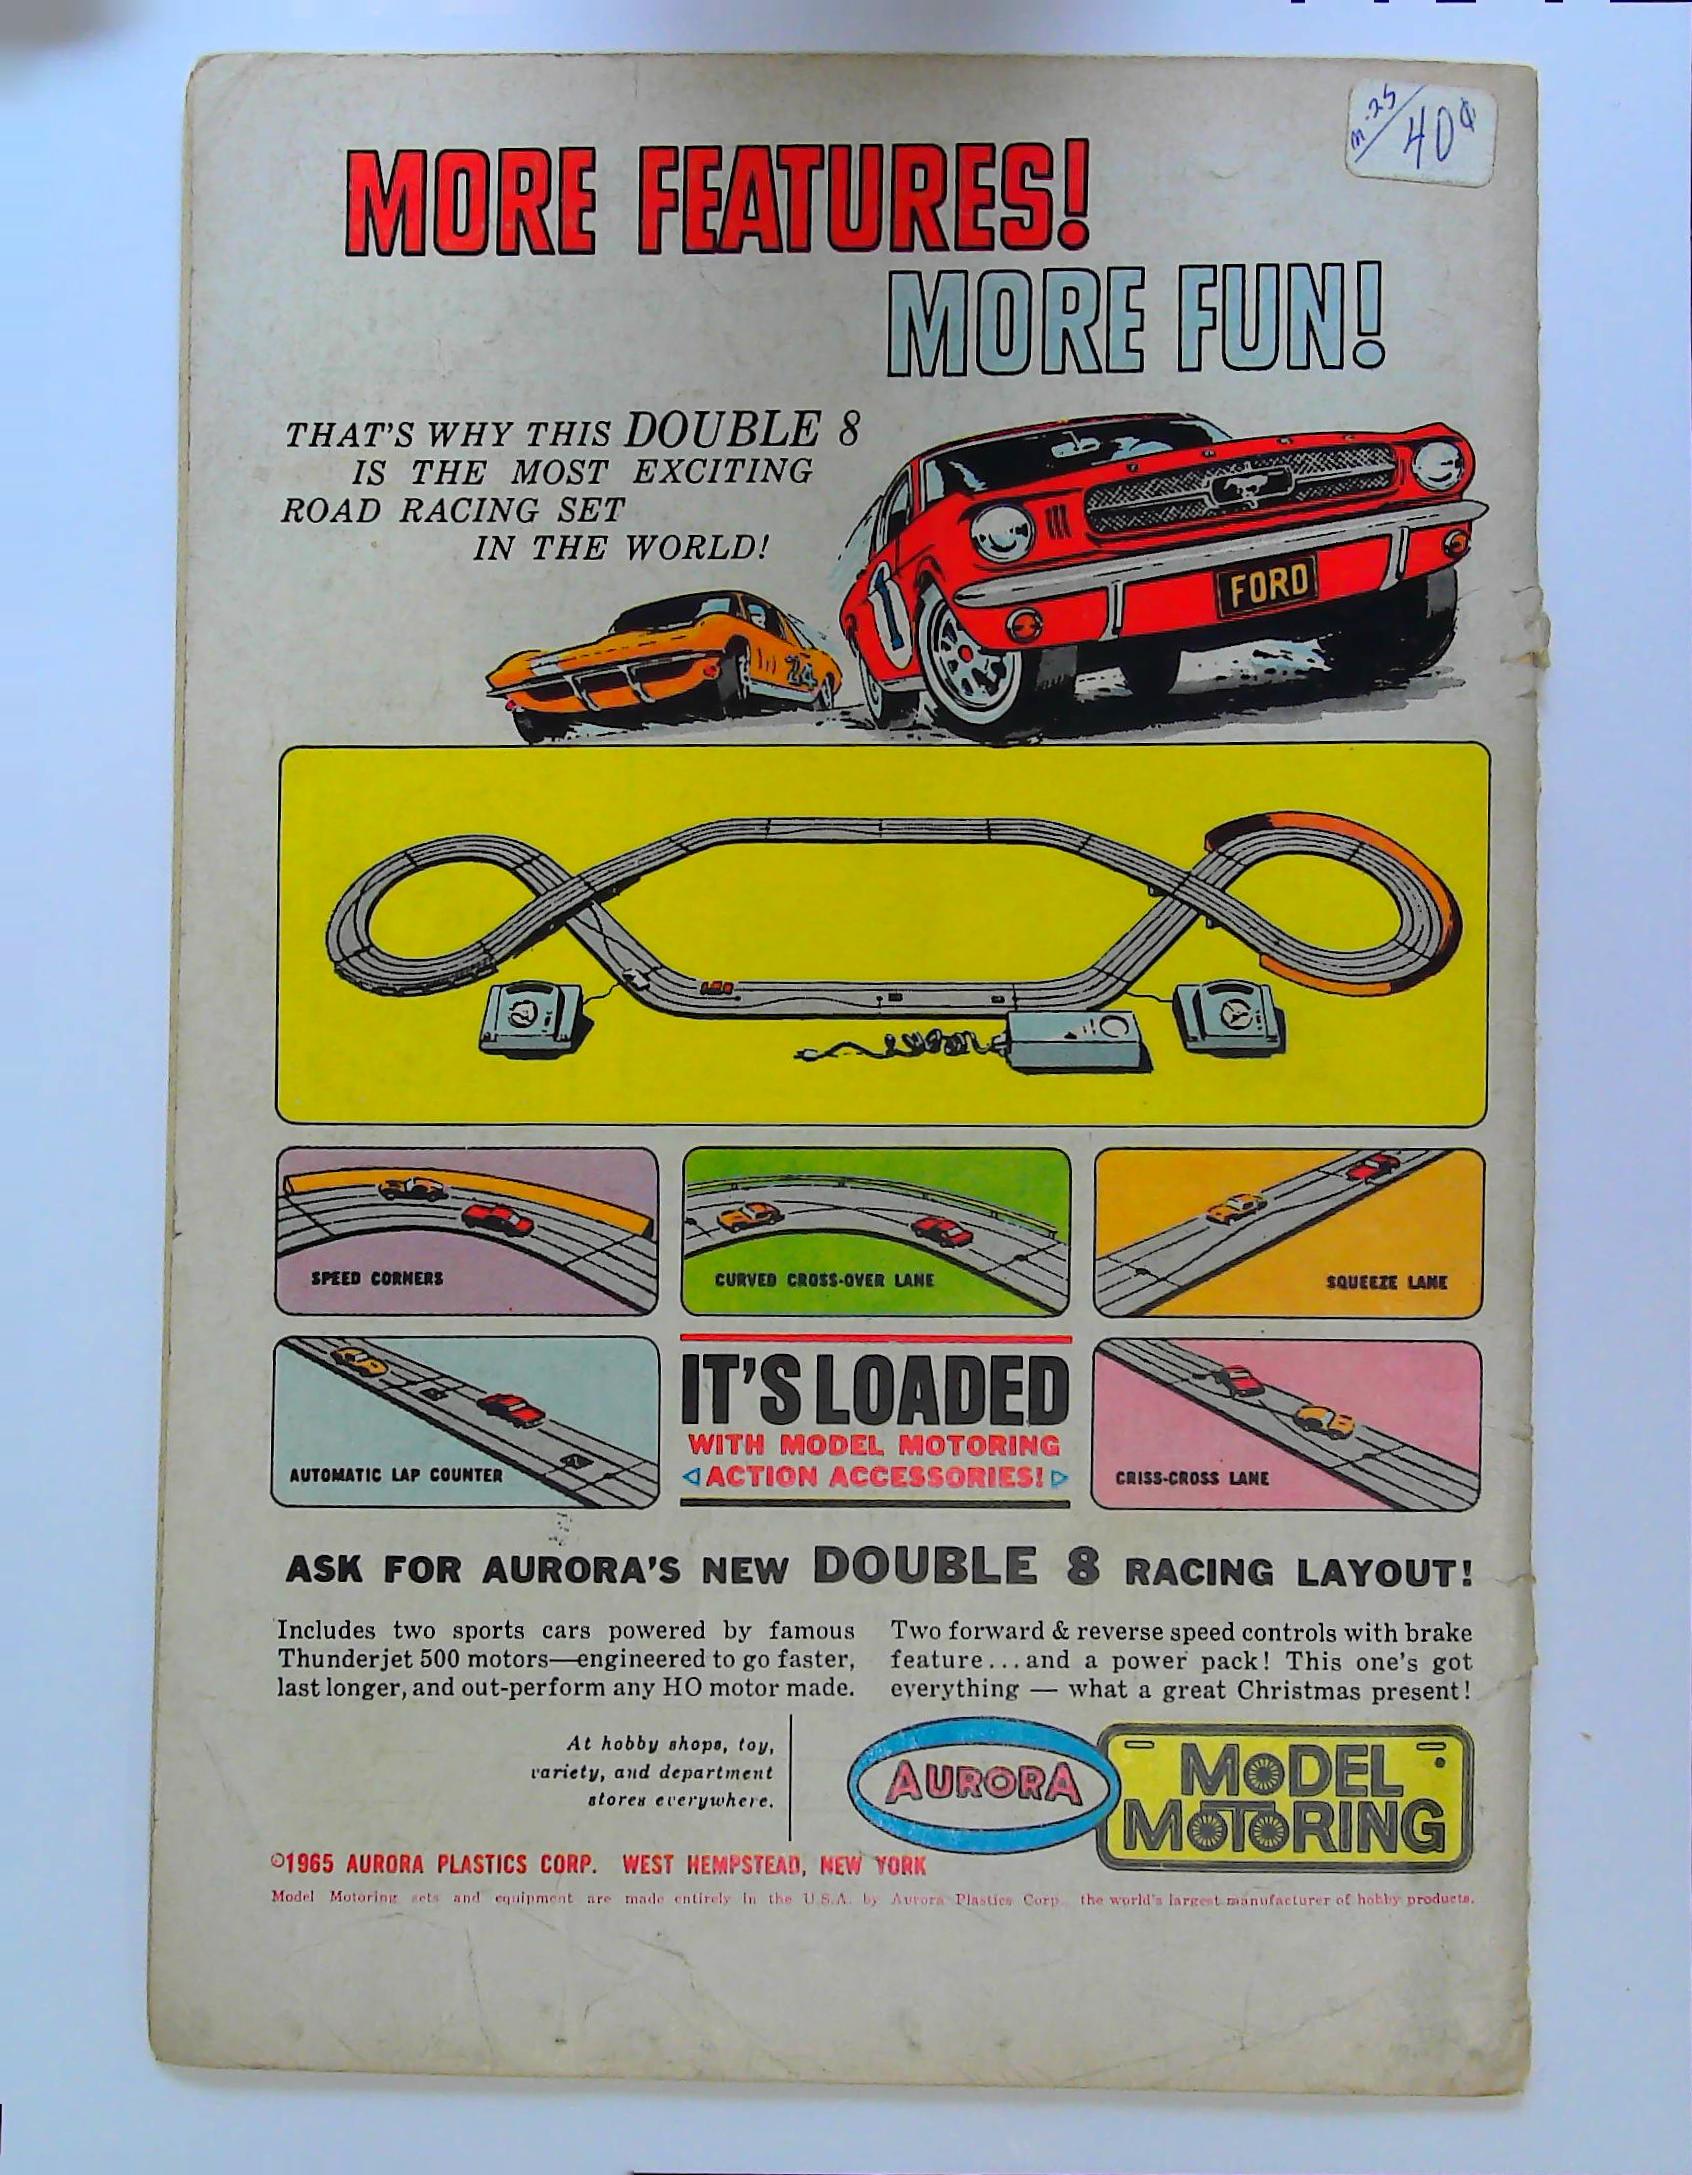 m·25/40¢
MORE FEATURES!
MORE FUN!
THAT'S WHY THIS DOUBLE 8
IS THE MOST EXCITING
ROAD RACING SET
IN THE WORLD!
FORD
1
24
SPEED CORNERS
CURVED CROSS-OVER LANE
SQUEEZE LANE
AUTOMATIC LAP COUNTER
IT'S LOADED
WITH MODEL MOTORING
ACTION ACCESSORIES!
CRISS-CROSS LANE
ASK FOR AURORA'S NEW DOUBLE 8 RACING LAYOUT!
Includes two sports cars powered by famous
Thunderjet 500 motors—engineered to go faster,
last longer, and out-perform any HO motor made.
Two forward & reverse speed controls with brake
feature...and a power pack! This one's got
everything — what a great Christmas present!
At hobby shops, toy,
variety, and department
stores everywhere.
AURORA
MODEL
MOTORING
©1965 AURORA PLASTICS CORP. WEST HEMPSTEAD, NEW YORK
Model Motoring sets and equipment are made entirely in the U.S.A. by Aurora Plastics Corp. the world's largest manufacturer of hobby products.